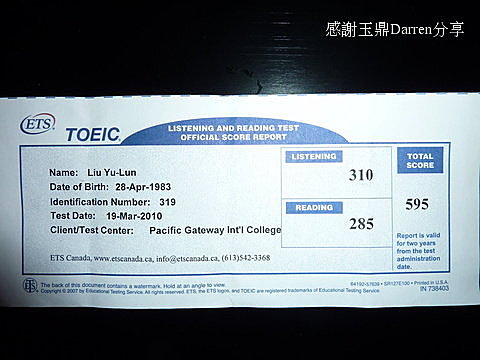 感謝玉鼎Darren分享
ETS® TOEIC®
LISTENING AND READING TEST
OFFICIAL SCORE REPORT
Name: Liu Yu-Lun
Date of Birth: 28-Apr-1983
Identification Number: 319
Test Date: 19-Mar-2010
Client/Test Center: Pacific Gateway Int'l College
ETS Canada, www.etscanada.ca, info@etscanada.ca, (613)542-3368
LISTENING
310
READING
285
TOTAL
SCORE
595
Report is valid
for two years
from the test
administration
date.
ETS
The back of this document contains a watermark. Hold at an angle to view.
Copyright © 2007 by Educational Testing Service. All rights reserved. ETS, the ETS logos, and TOEIC are registered trademarks of Educational Testing Service.
64192-57639 • SR127E100 • Printed in U.S.A.
IN 738403